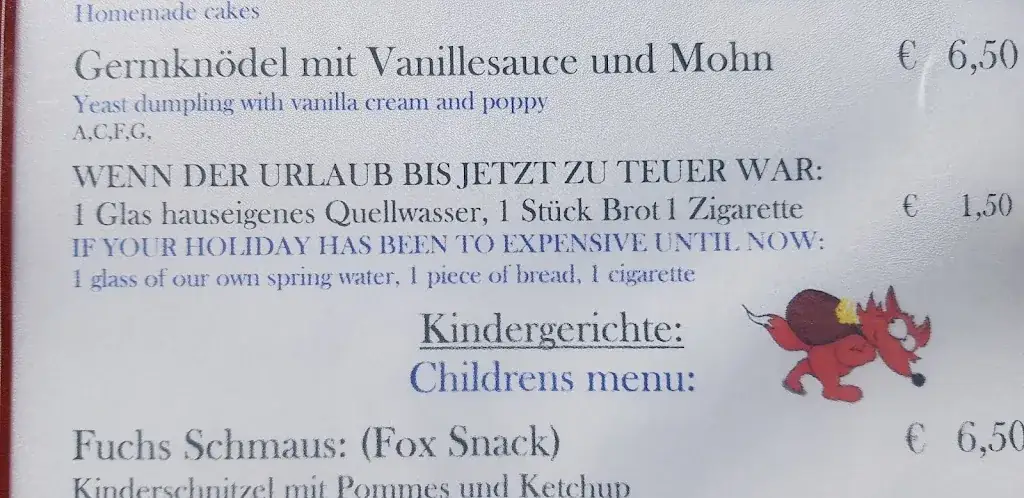 Homemade cakes
Germknödel mit Vanillesauce und Mohn € 6,50
Yeast dumpling with vanilla cream and poppy
A,C,F,G,
WENN DER URLAUB BIS JETZT ZU TEUER WAR:
1 Glas hauseigenes Quellwasser, 1 Stück Brot 1 Zigarette € 1,50
IF YOUR HOLIDAY HAS BEEN TO EXPENSIVE UNTIL NOW:
1 glass of our own spring water, 1 piece of bread, 1 cigarette
Kindergerichte:
Childrens menu:
Fuchs Schmaus: (Fox Snack) € 6,50
Kinderschnitzel mit Pommes und Ketchup